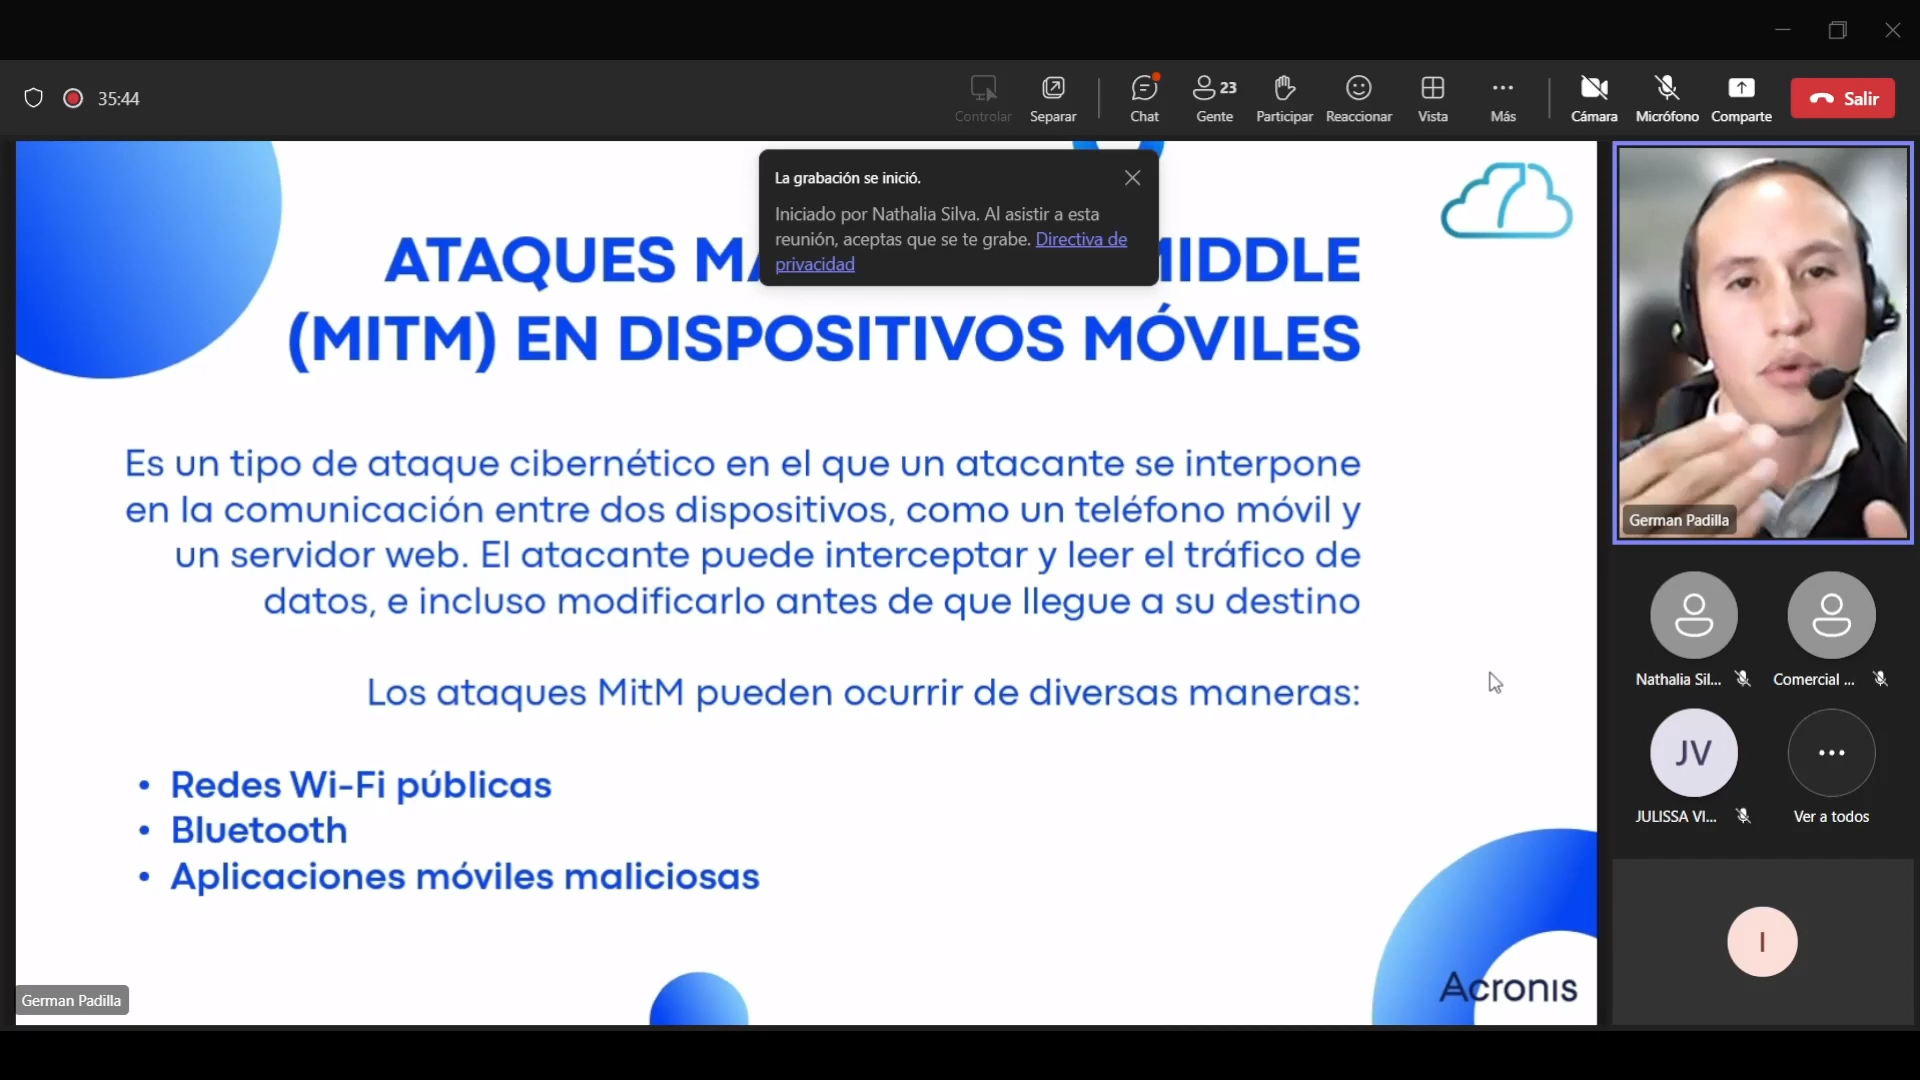 35:44
Controlar
Separar
Chat
23
Gente
Participar
Reaccionar
Vista
Más
Cámara
Micrófono
Comparte
Salir
La grabación se inició.
Iniciado por Nathalia Silva. Al asistir a esta
reunión, aceptas que se te grabe. Directiva de
privacidad
7
ATAQUES MA MIDDLE
(MITM) EN DISPOSITIVOS MÓVILES
Es un tipo de ataque cibernético en el que un atacante se interpone
en la comunicación entre dos dispositivos, como un teléfono móvil y
un servidor web. El atacante puede interceptar y leer el tráfico de
datos, e incluso modificarlo antes de que llegue a su destino
Los ataques MitM pueden ocurrir de diversas maneras:
• Redes Wi-Fi públicas
• Bluetooth
• Aplicaciones móviles maliciosas
Acronis
German Padilla
German Padilla
Nathalia Sil...
Comercial ...
JV
JULISSA VI...
Ver a todos
I